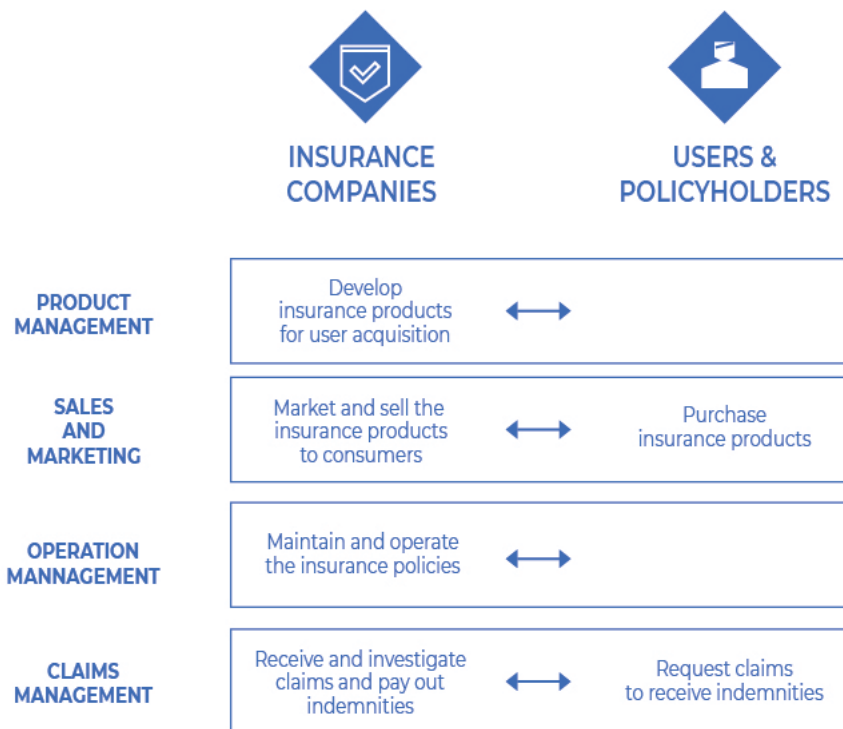 INSURANCE
COMPANIES
USERS &
POLICYHOLDERS
PRODUCT
MANAGEMENT
Develop
insurance products
for user acquisition
SALES
AND
MARKETING
Market and sell the
insurance products
to consumers
Purchase
insurance products
OPERATION
MANNAGEMENT
Maintain and operate
the insurance policies
CLAIMS
MANAGEMENT
Receive and investigate
claims and pay out
indemnities
Request claims
to receive indemnities